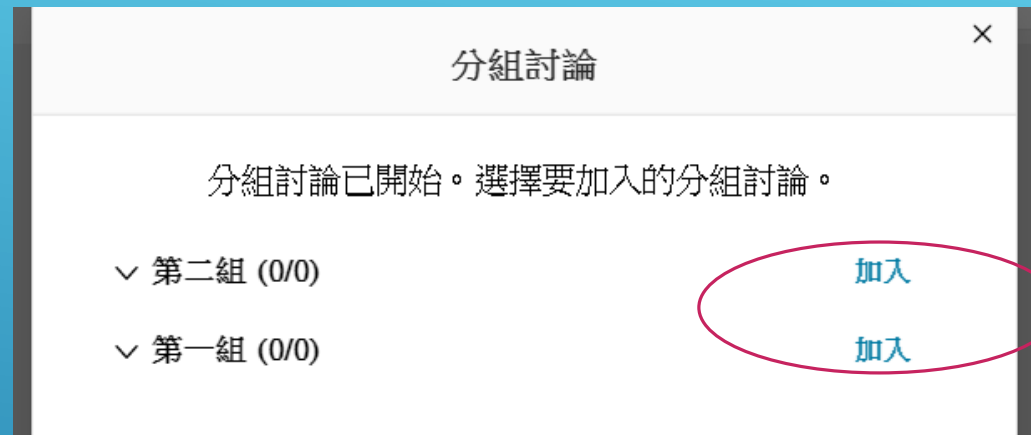 分組討論
分組討論已開始。選擇要加入的分組討論。
第二組 (0/0) 加入
第一組 (0/0) 加入